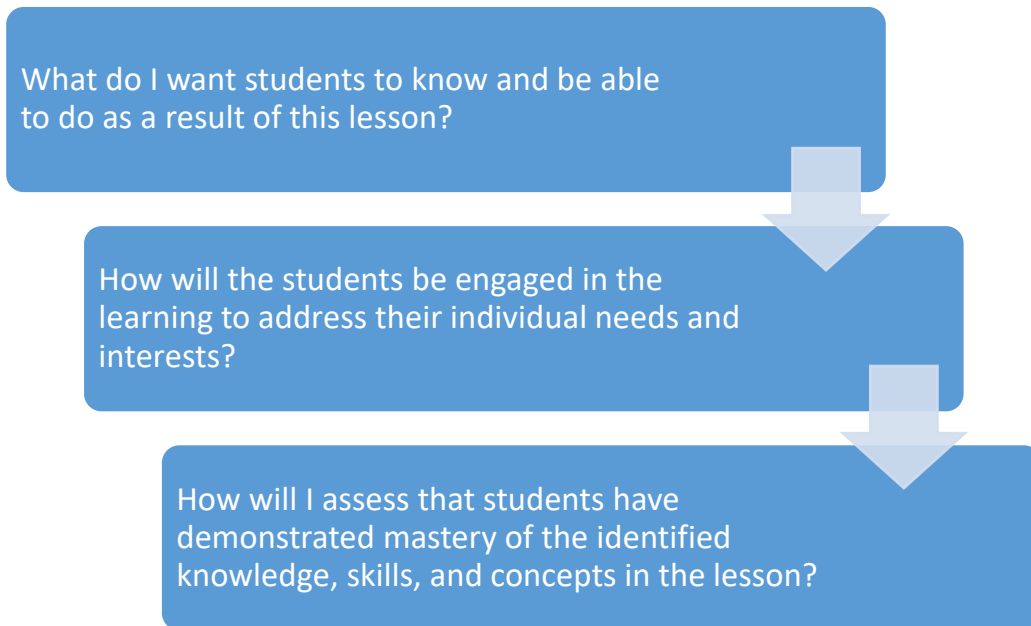 What do I want students to know and be able
to do as a result of this lesson?
How will the students be engaged in the
learning to address their individual needs and
interests?
How will I assess that students have
demonstrated mastery of the identified
knowledge, skills, and concepts in the lesson?